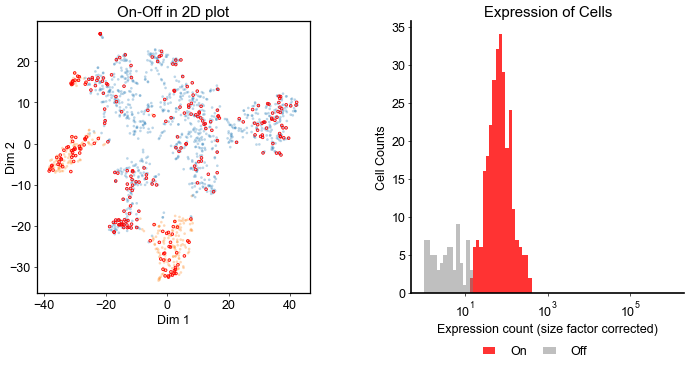 On-Off in 2D plot
Dim 2
20
10
0
−10
−20
−30
−40
−20
0
20
40
Dim 1
Expression of Cells
Cell Counts
35
30
25
20
15
10
5
0
10¹
10³
10⁵
Expression count (size factor corrected)
On
Off